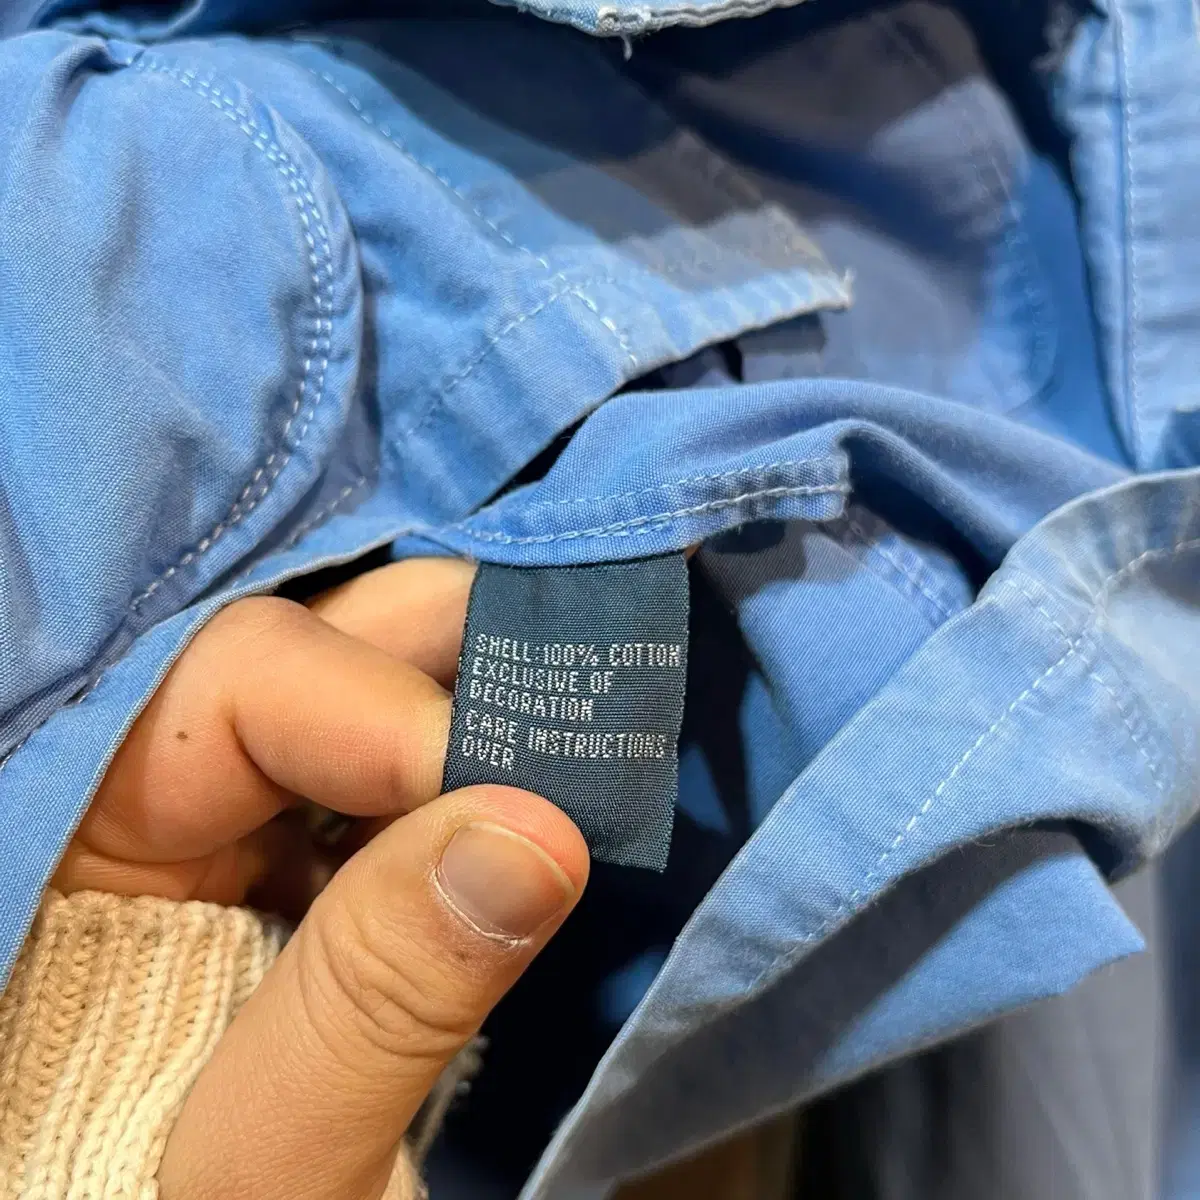 SHELL 100% COTTON
EXCLUSIVE OF
DECORATION
CARE INSTRUCTIONS
OVER